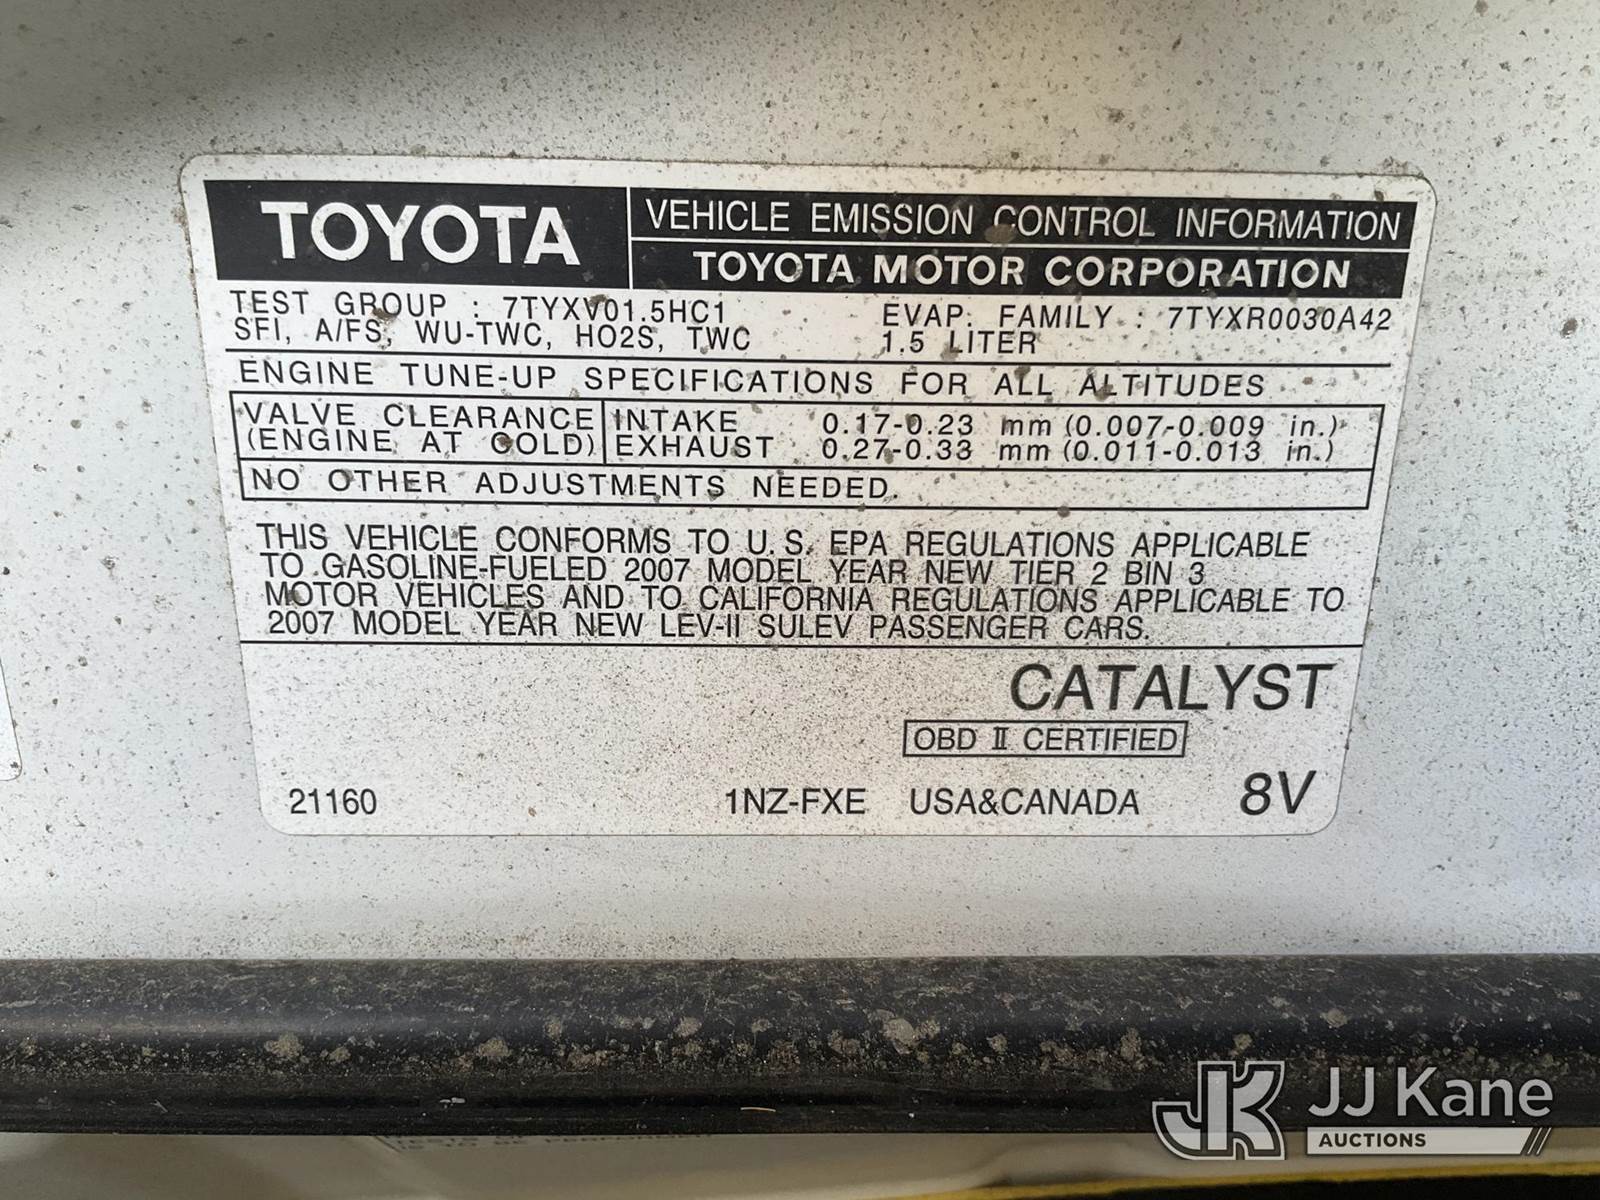 TOYOTA
VEHICLE EMISSION CONTROL INFORMATION
TOYOTA MOTOR CORPORATION
TEST GROUP : 7TYXV01.5HC1 EVAP. FAMILY : 7TYXR0030A42
SFI, A/FS, WU-TWC, HO2S, TWC 1.5 LITER
ENGINE TUNE-UP SPECIFICATIONS FOR ALL ALTITUDES
VALVE CLEARANCE INTAKE 0.17-0.23 mm (0.007-0.009 in.)
(ENGINE AT COLD) EXHAUST 0.27-0.33 mm (0.011-0.013 in.)
NO OTHER ADJUSTMENTS NEEDED.
THIS VEHICLE CONFORMS TO U.S. EPA REGULATIONS APPLICABLE
TO GASOLINE-FUELED 2007 MODEL YEAR NEW TIER 2 BIN 3
MOTOR VEHICLES AND TO CALIFORNIA REGULATIONS APPLICABLE TO
2007 MODEL YEAR NEW LEV-II SULEV PASSENGER CARS.
CATALYST
OBD II CERTIFIED
21160 1NZ-FXE USA&CANADA 8V
JK JJ Kane
AUCTIONS